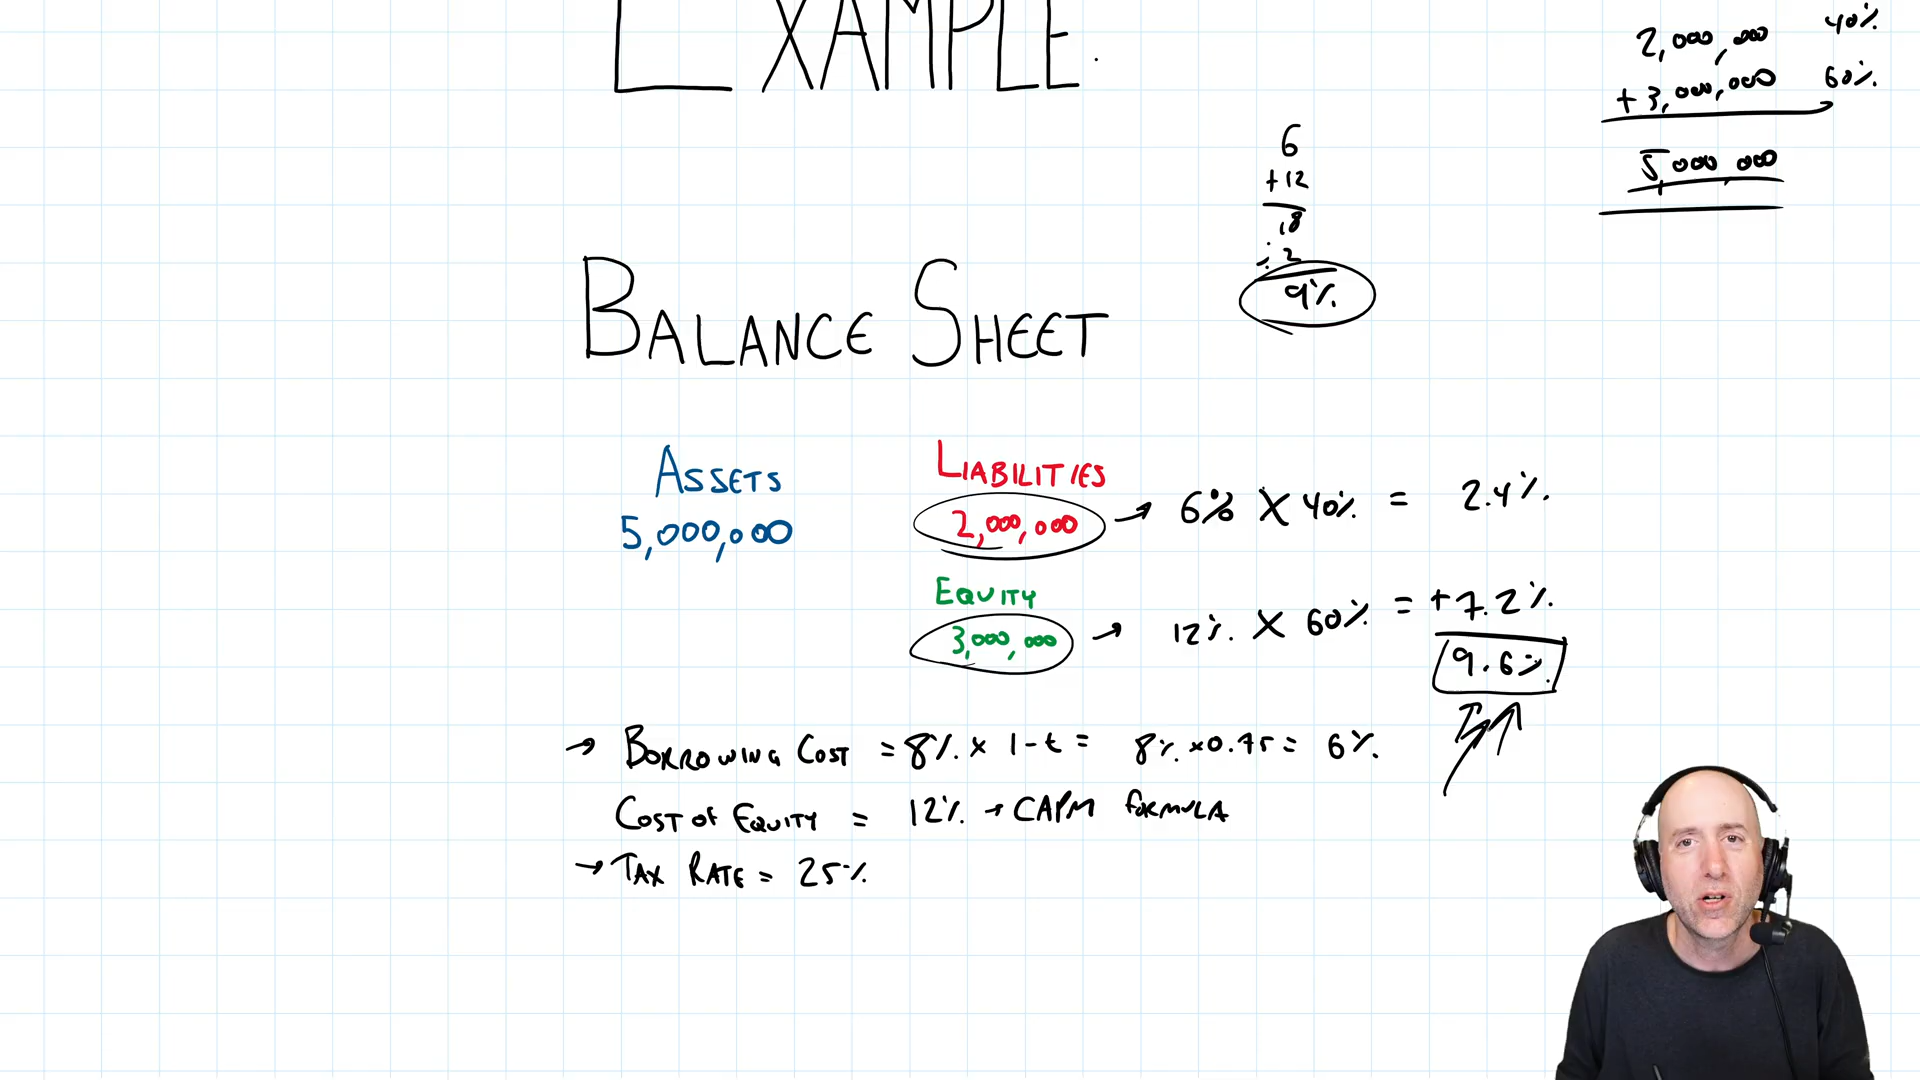 EXAMPLE.
2,000,000 40%
+3,000,000 60%
5,000,000
6
+12
18
÷2
9%
BALANCE SHEET
ASSETS
5,000,000
LIABILITIES
2,000,000 → 6% X 40% = 2.4%
EQUITY
3,000,000 → 12% X 60% = +7.2%
9.6%
→ BORROWING COST = 8% x 1-t = 8% x0.75 = 6%
COST OF EQUITY = 12% → CAPM FORMULA
→ TAX RATE = 25%